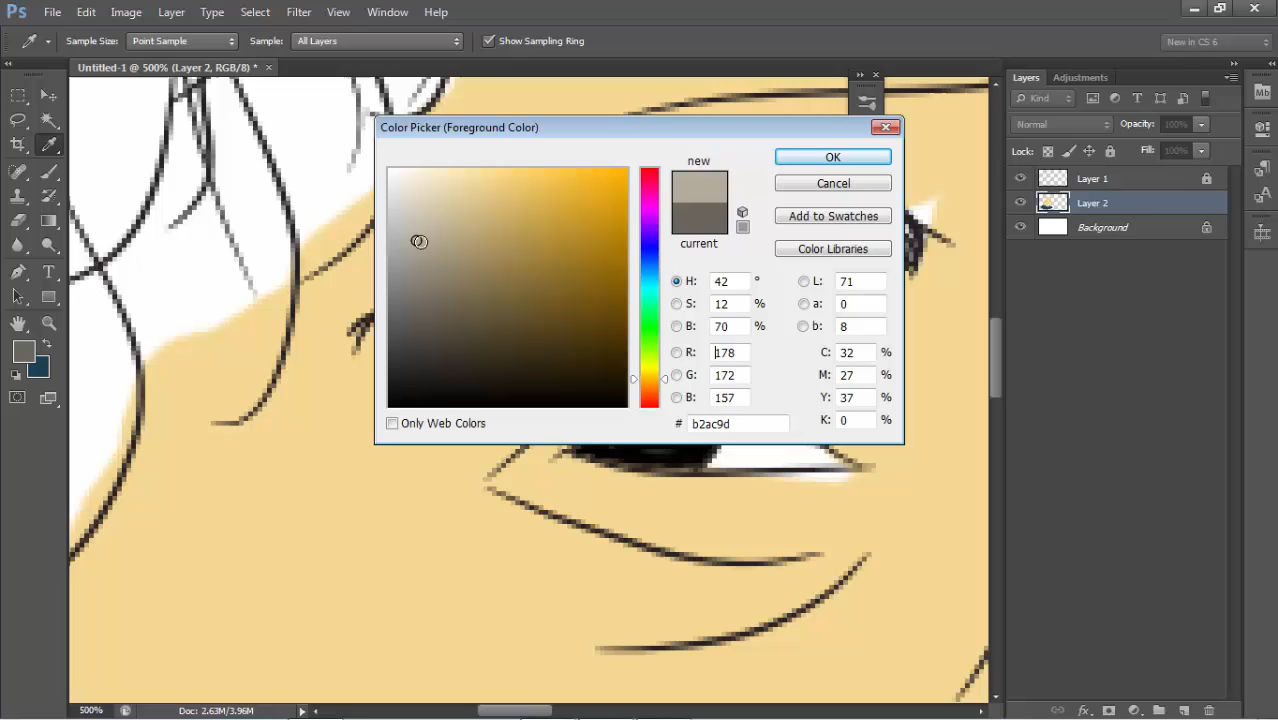 Ps File Edit Image Layer Type Select Filter View Window Help
Sample Size: Point Sample Sample: All Layers Show Sampling Ring New in CS 6
Untitled-1 @ 500% (Layer 2, RGB/8) * ×
Layers Adjustments
Kind
Normal Opacity: 100%
Lock: Fill: 100%
Layer 1
Layer 2
Background
Mb
Color Picker (Foreground Color)
new
current
OK
Cancel
Add to Swatches
Color Libraries
H: 42 ° L: 71
S: 12 % a: 0
B: 70 % b: 8
R: 178 C: 32 %
G: 172 M: 27 %
B: 157 Y: 37 %
# b2ac9d K: 0 %
Only Web Colors
500% Doc: 2.63M/3.96M
fx